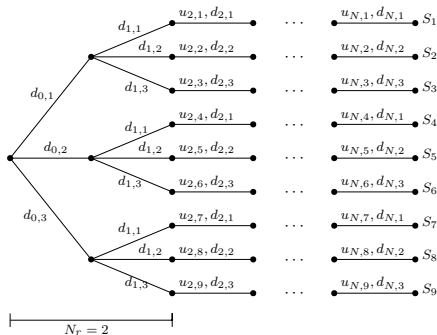 d_{1,1} u_{2,1}, d_{2,1} ... u_{N,1}, d_{N,1} S_1
d_{1,2} u_{2,2}, d_{2,2} ... u_{N,2}, d_{N,2} S_2
d_{1,3} u_{2,3}, d_{2,3} ... u_{N,3}, d_{N,3} S_3
d_{0,1}
d_{1,1} u_{2,4}, d_{2,1} ... u_{N,4}, d_{N,1} S_4
d_{0,2} d_{1,2} u_{2,5}, d_{2,2} ... u_{N,5}, d_{N,2} S_5
d_{1,3} u_{2,6}, d_{2,3} ... u_{N,6}, d_{N,3} S_6
d_{0,3}
d_{1,1} u_{2,7}, d_{2,1} ... u_{N,7}, d_{N,1} S_7
d_{1,2} u_{2,8}, d_{2,2} ... u_{N,8}, d_{N,2} S_8
d_{1,3} u_{2,9}, d_{2,3} ... u_{N,9}, d_{N,3} S_9
N_r = 2